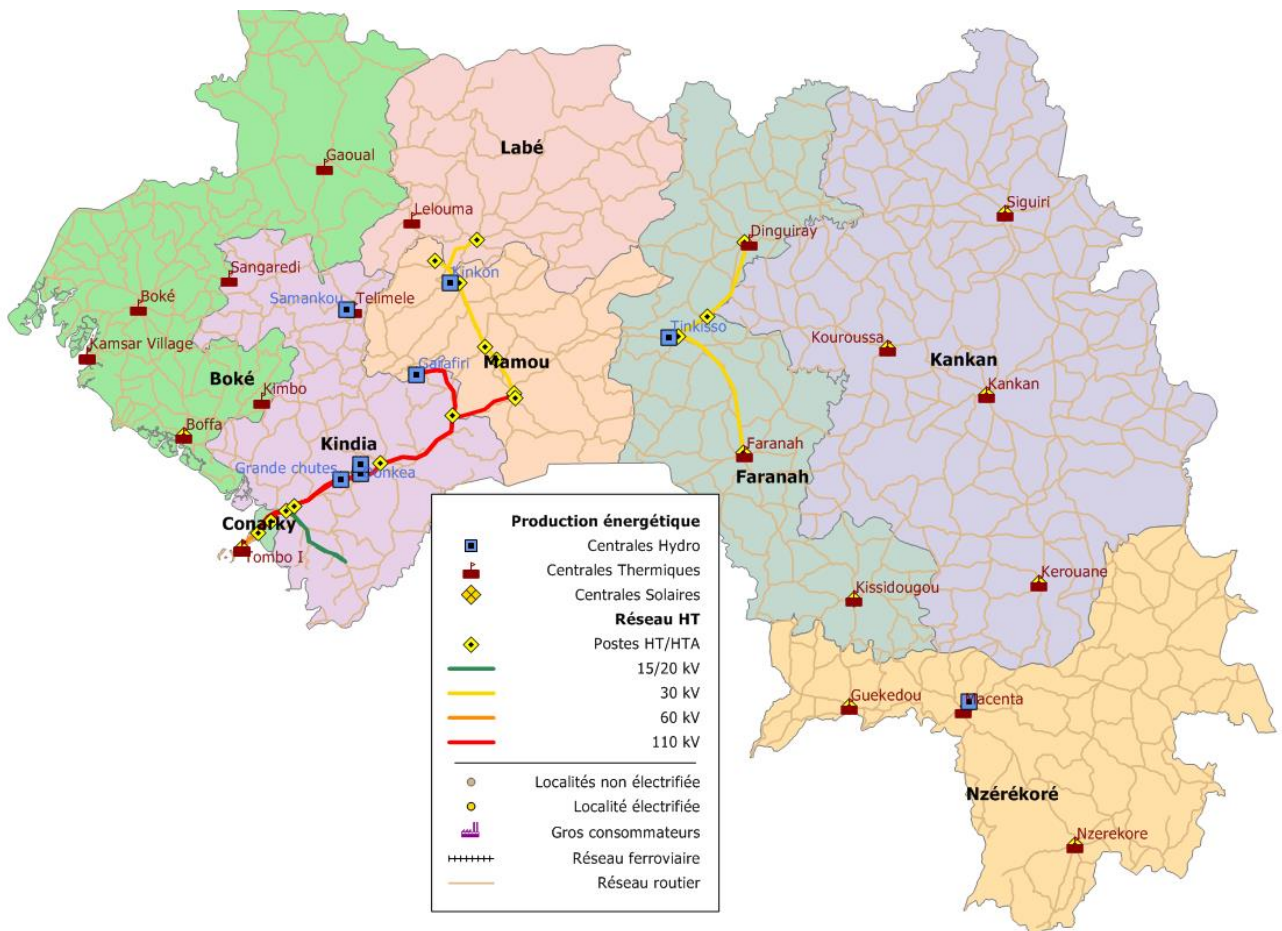 Labé
Gaoual
Lelouma
Siguiri
Dinguiray
Sangaredi
Kinkon
Boké
Samankou
Telimele
Tinkisso
Kamsar Village
Kouroussa
Mamou
Kankan
Garafiri
Boké
Kimbo
Kankan
Boffa
Kindia
Faranah
Grande chutes
Faranah
Conarky
Tombo I
Kissidougou
Kerouane
Guekedou
Nzérékoré
Nzerekore
Production énergétique
Centrales Hydro
Centrales Thermiques
Centrales Solaires
Réseau HT
Postes HT/HTA
15/20 kV
30 kV
60 kV
110 kV
Localités non électrifiée
Localité électrifiée
Gros consommateurs
Réseau ferroviaire
Réseau routier